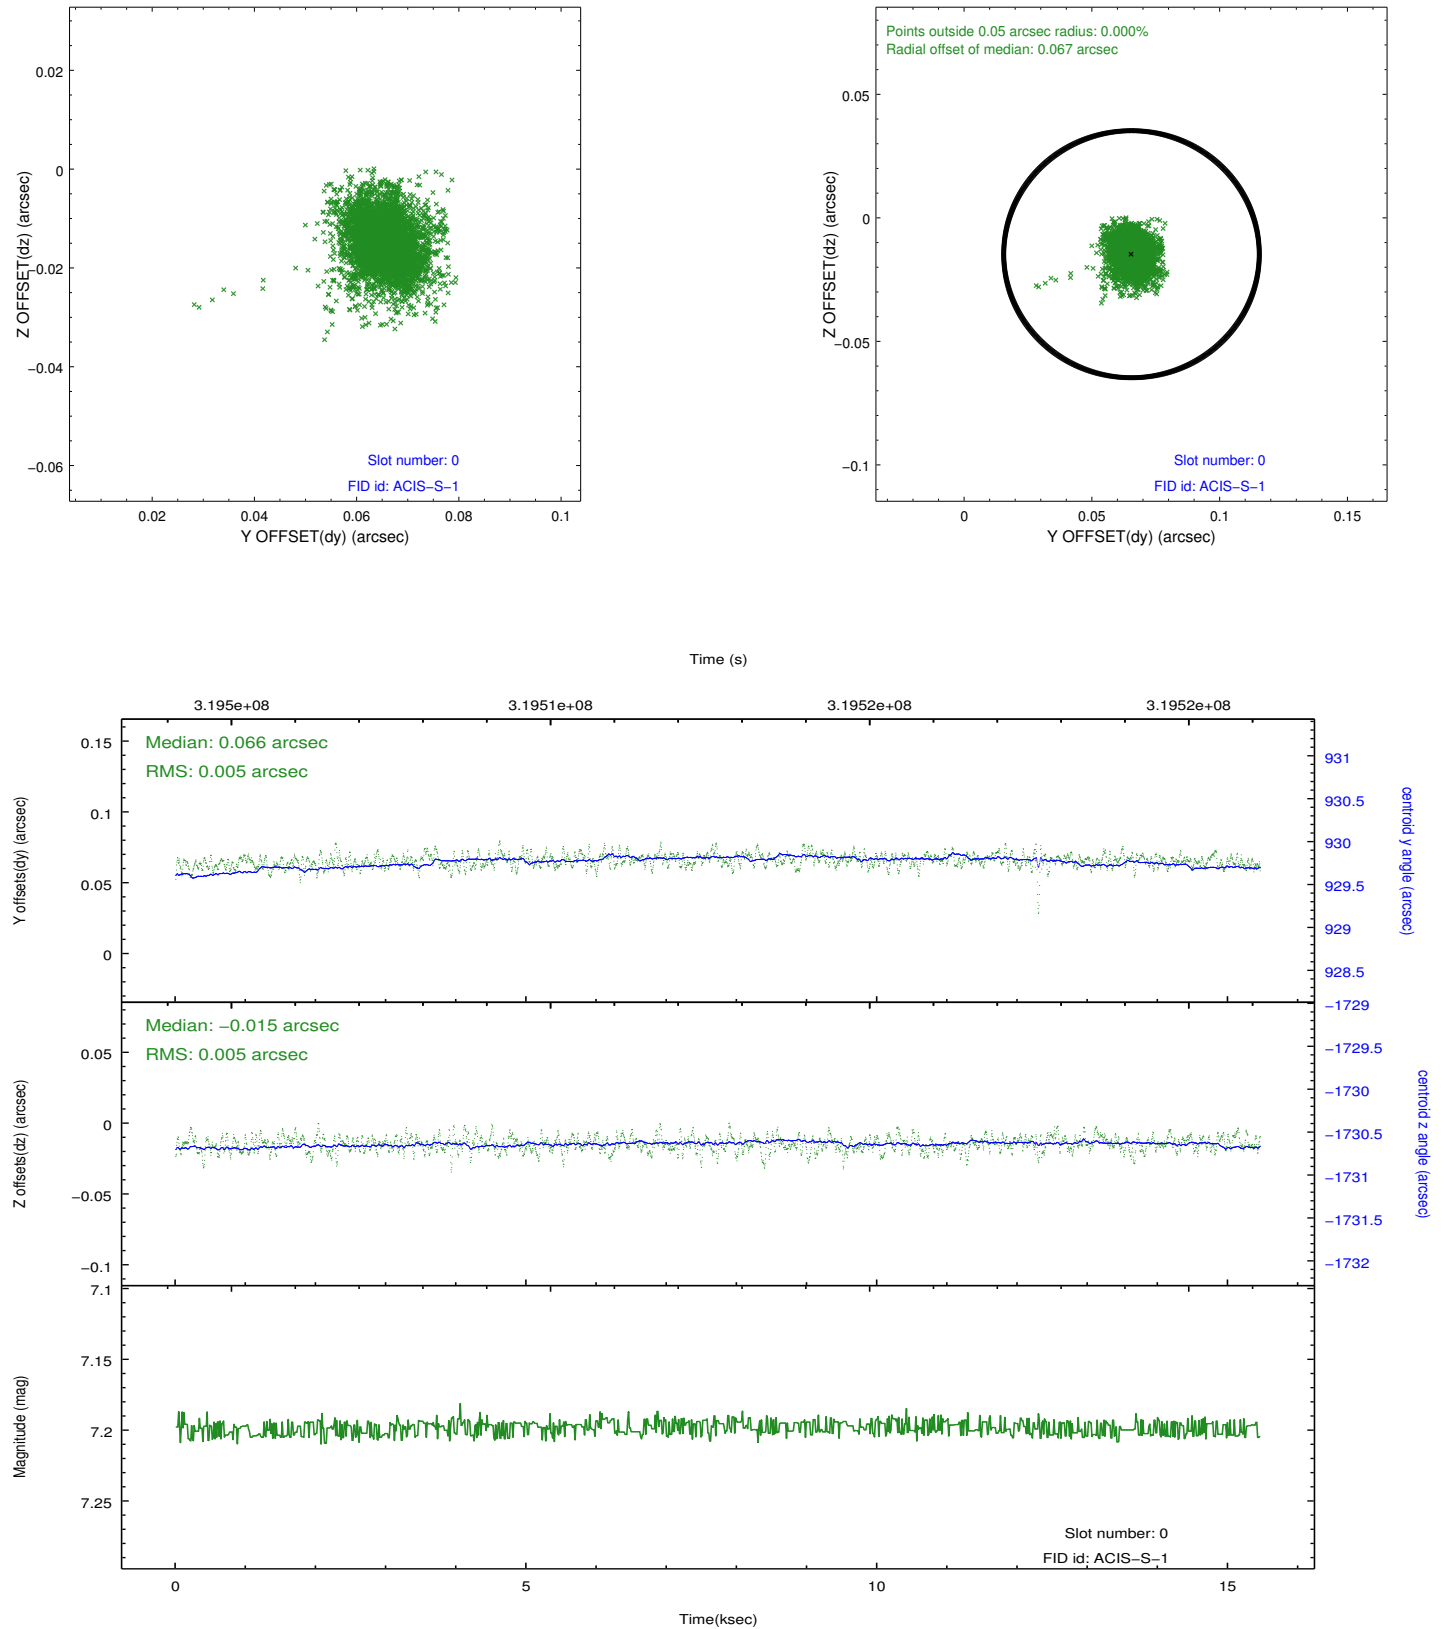 0.02
0
−0.02
−0.04
−0.06
Z OFFSET(dz) (arcsec)
Slot number: 0
FID id: ACIS−S−1
0.02
0.04
0.06
0.08
0.1
Y OFFSET(dy) (arcsec)
Points outside 0.05 arcsec radius: 0.000%
Radial offset of median: 0.067 arcsec
0.05
0
−0.05
−0.1
Z OFFSET(dz) (arcsec)
Slot number: 0
FID id: ACIS−S−1
0
0.05
0.1
0.15
Y OFFSET(dy) (arcsec)
Time (s)
3.195e+08
3.1951e+08
3.1952e+08
3.1952e+08
Median: 0.066 arcsec
RMS: 0.005 arcsec
0.15
0.1
0.05
0
Y offsets(dy) (arcsec)
931
930.5
930
929.5
929
928.5
centroid y angle (arcsec)
Median: −0.015 arcsec
RMS: 0.005 arcsec
0.05
0
−0.05
−0.1
Z offsets(dz) (arcsec)
−1729
−1729.5
−1730
−1730.5
−1731
−1731.5
−1732
centroid z angle (arcsec)
7.1
7.15
7.2
7.25
Magnitude (mag)
Slot number: 0
FID id: ACIS−S−1
0
5
10
15
Time(ksec)